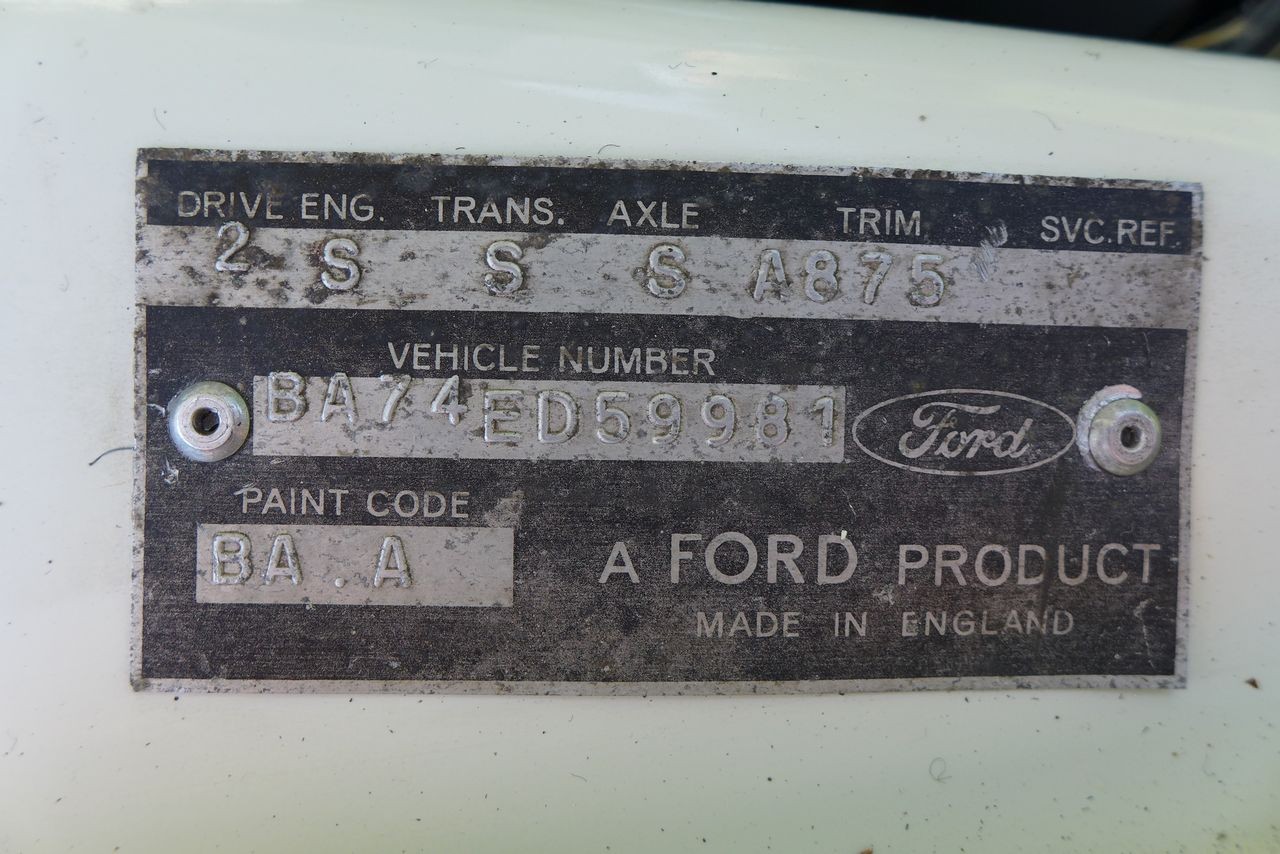 DRIVE ENG. TRANS. AXLE TRIM SVC.REF.
2 S S S A875
VEHICLE NUMBER
BA74ED59981
Ford
PAINT CODE
BA.A
A FORD PRODUCT
MADE IN ENGLAND